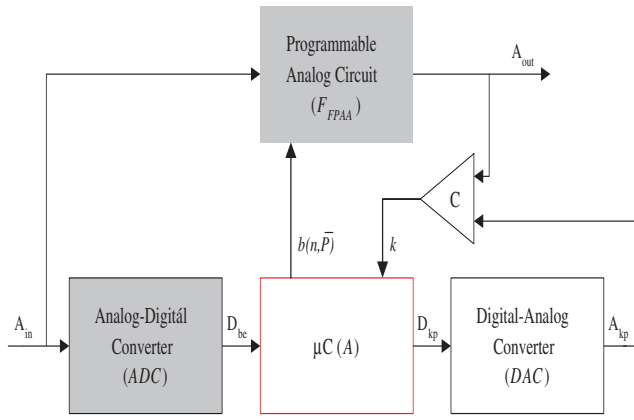 Programmable
Analog Circuit
(F_FPAA)
A_out
C
b(n,P̄)
k
A_in
Analog-Digitál
Converter
(ADC)
D_be
μC(A)
D_kp
Digital-Analog
Converter
(DAC)
A_kp